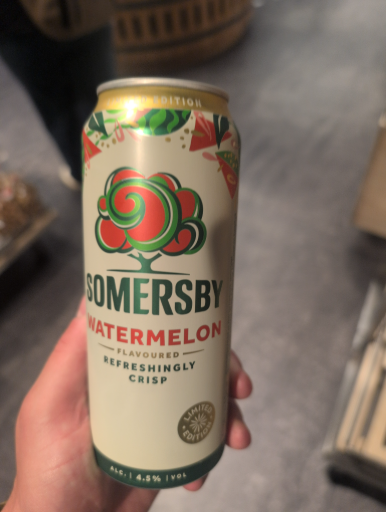 EDITION
SOMERSBY
WATERMELON
FLAVOURED
REFRESHINGLY
CRISP
LIMITED
EDITION
ALC. | 4.5% | VOL